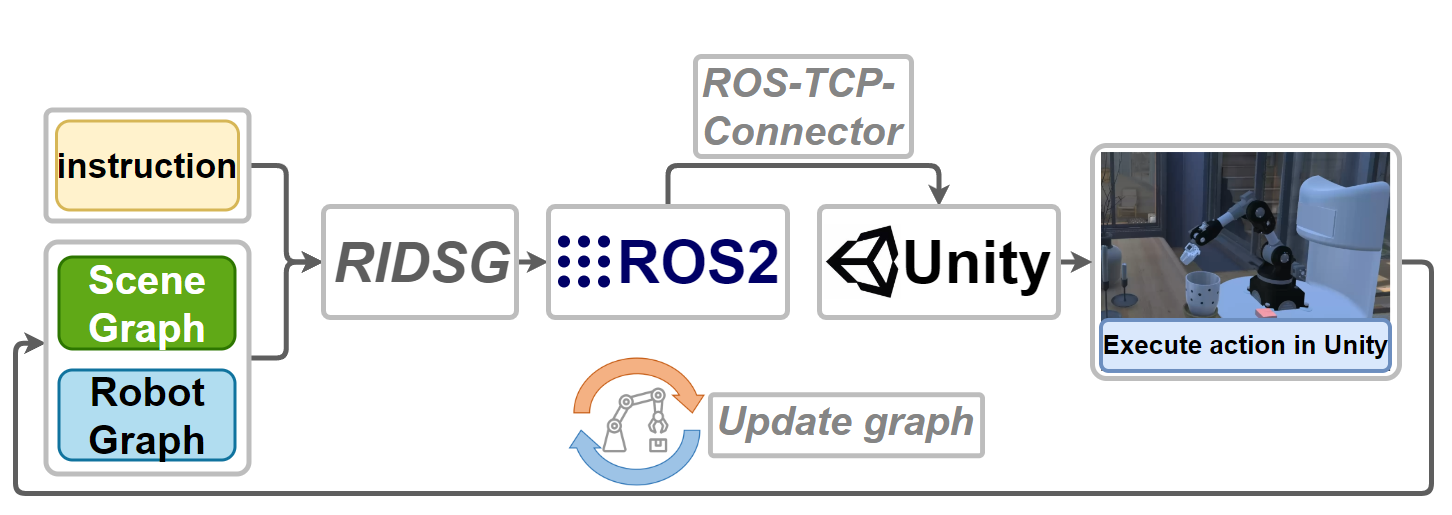 ROS-TCP-
Connector
instruction
Scene
Graph
Robot
Graph
RIDSG
ROS2
Unity
Execute action in Unity
Update graph